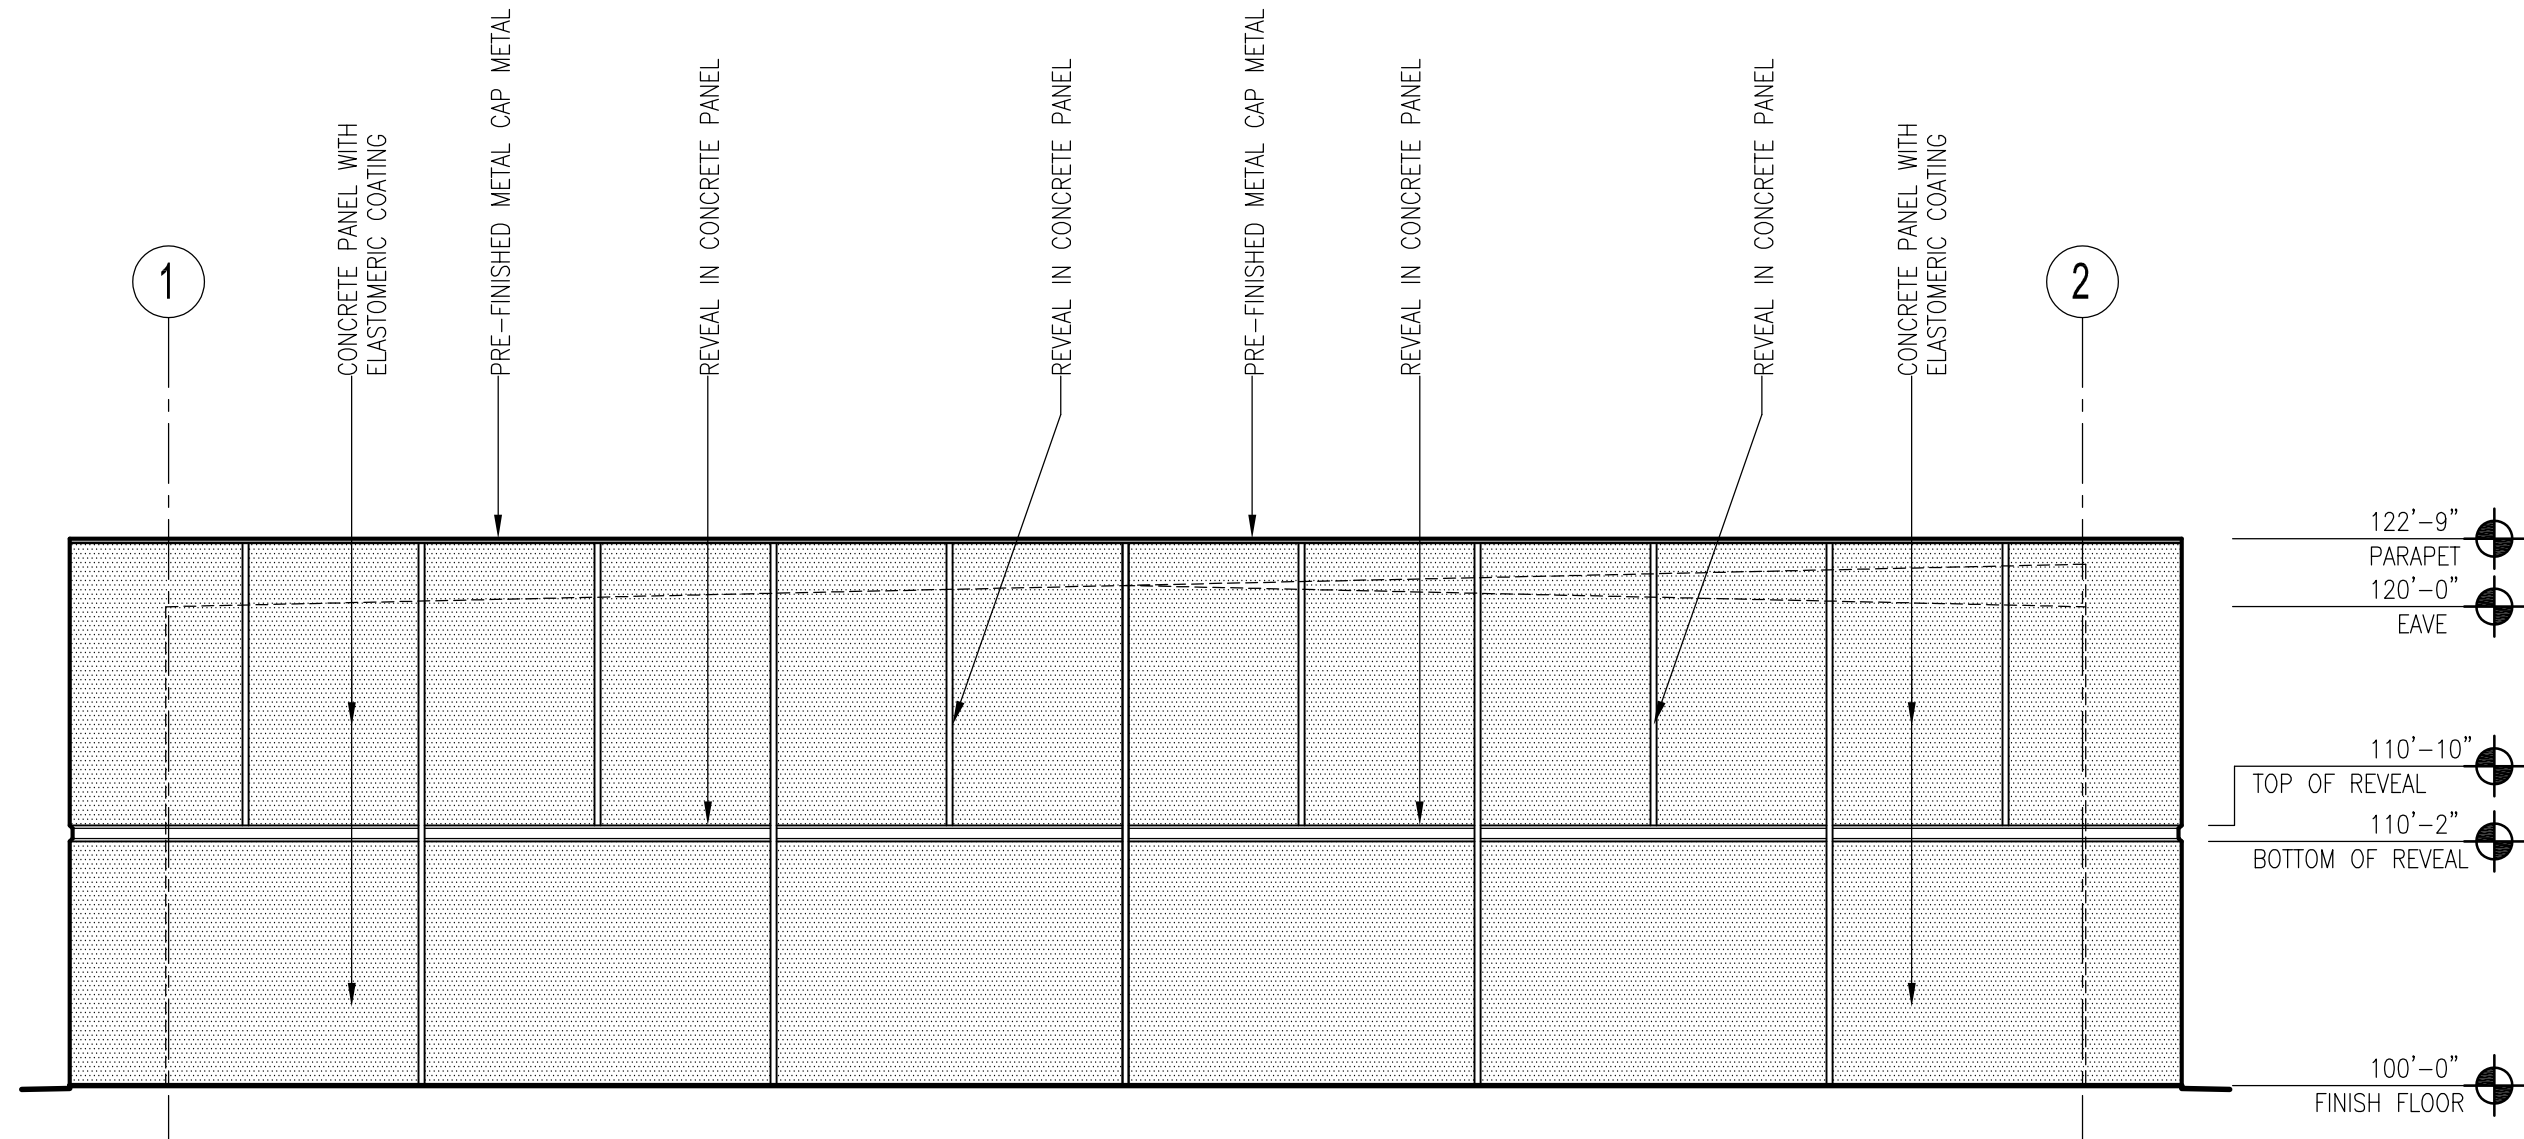 1
CONCRETE PANEL WITH
ELASTOMERIC COATING
PRE-FINISHED METAL CAP METAL
REVEAL IN CONCRETE PANEL
REVEAL IN CONCRETE PANEL
PRE-FINISHED METAL CAP METAL
REVEAL IN CONCRETE PANEL
REVEAL IN CONCRETE PANEL
CONCRETE PANEL WITH
ELASTOMERIC COATING
2
122'-9"
PARAPET
120'-0"
EAVE
110'-10"
TOP OF REVEAL
110'-2"
BOTTOM OF REVEAL
100'-0"
FINISH FLOOR